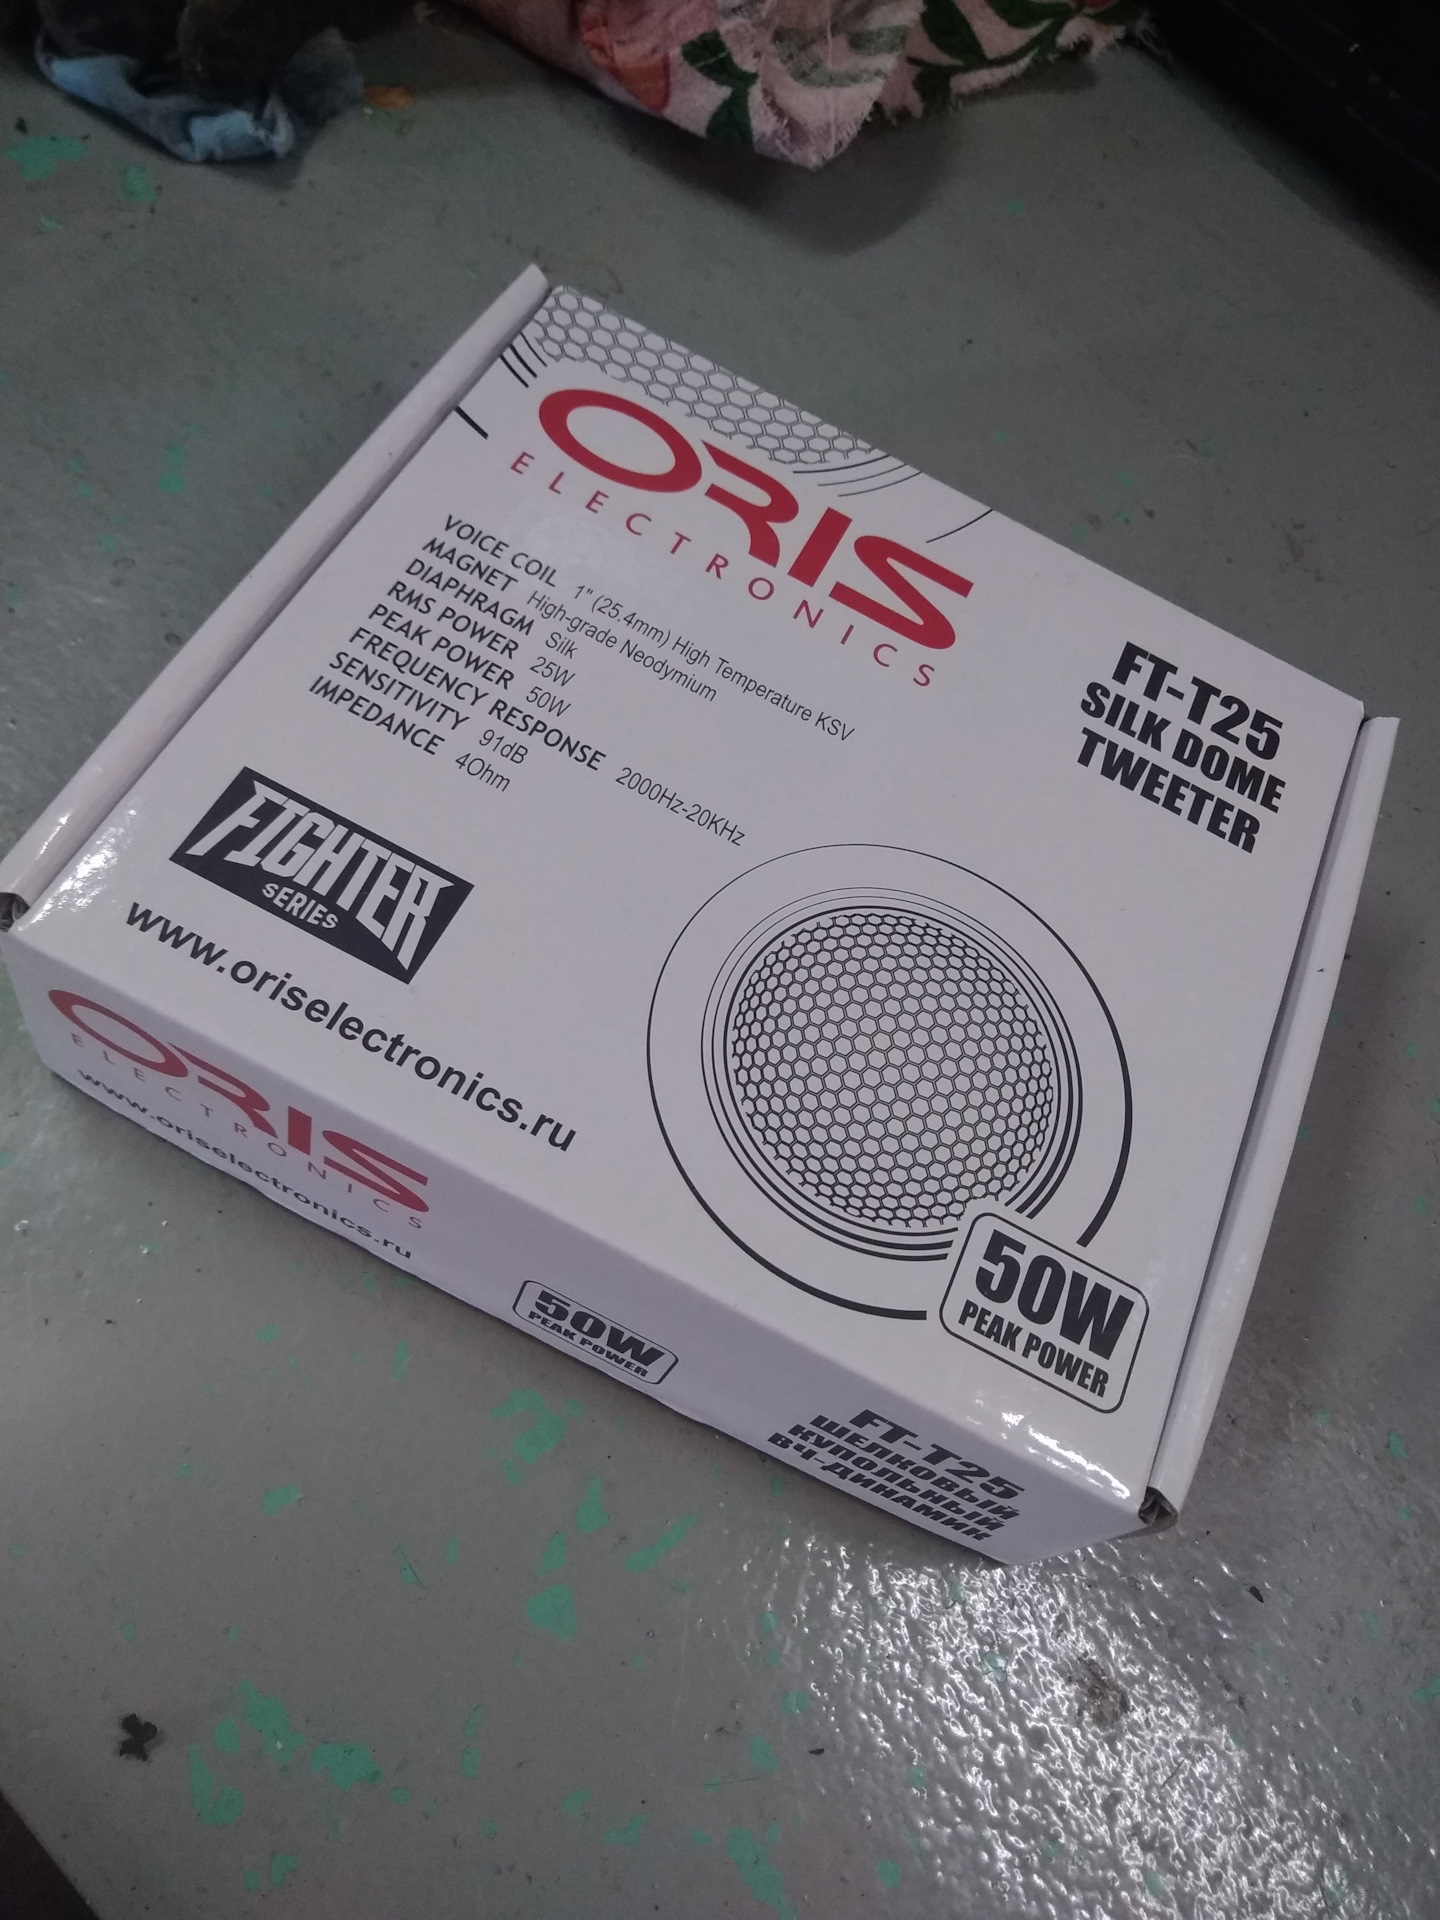 ORIS
ELECTRONICS
VOICE COIL 1" (25.4mm) High Temperature KSV
MAGNET High-grade Neodymium
DIAPHRAGM Silk
RMS POWER 25W
PEAK POWER 50W
FREQUENCY RESPONSE 2000Hz-20KHz
SENSITIVITY 91dB
IMPEDANCE 4Ohm
FT-T25
SILK DOME
TWEETER
FIGHTER
SERIES
www.oriselectronics.ru
50W
PEAK POWER
ORIS
ELECTRONICS
www.oriselectronics.ru
50W
PEAK POWER
FT-T25
ШЕЛКОВЫЙ
КУПОЛЬНЫЙ
ВЧ-ДИНАМИК